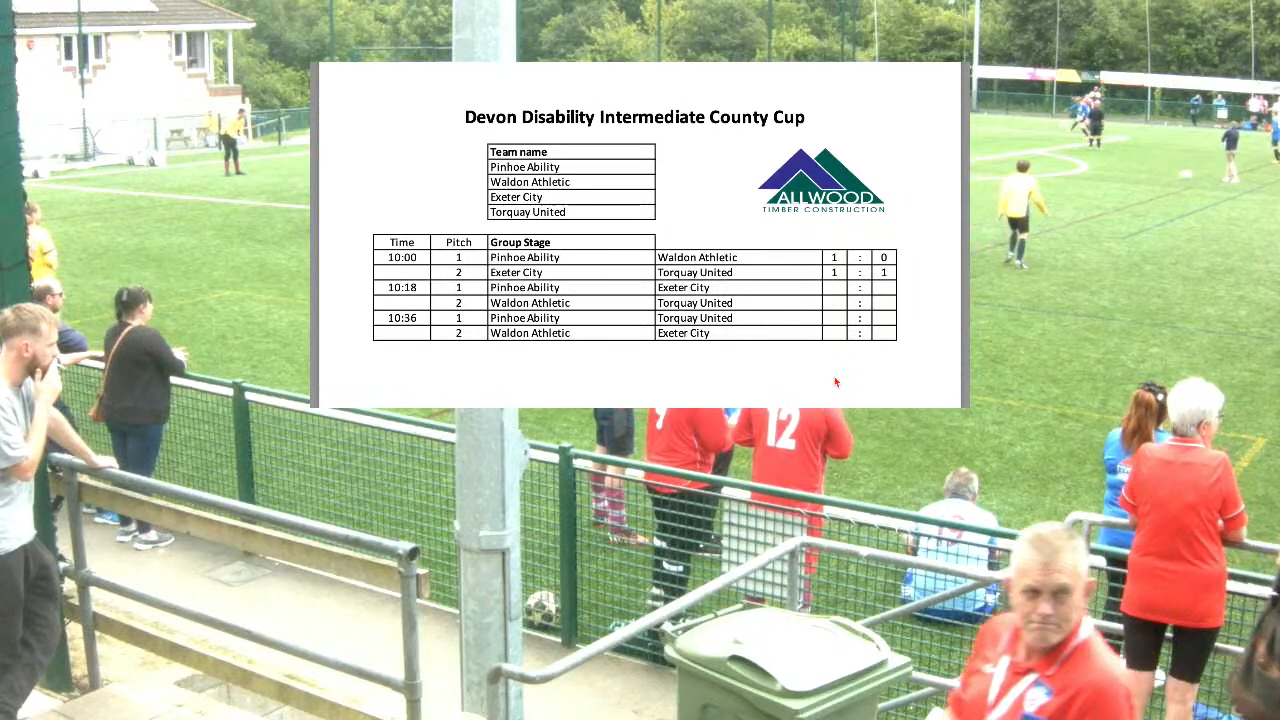 Devon Disability Intermediate County Cup
Team name
Pinhoe Ability
Waldon Athletic
Exeter City
Torquay United
ALLWOOD
TIMBER CONSTRUCTION
Time Pitch Group Stage
10:00 1 Pinhoe Ability Waldon Athletic 1 : 0
2 Exeter City Torquay United 1 : 1
10:18 1 Pinhoe Ability Exeter City :
2 Waldon Athletic Torquay United :
10:36 1 Pinhoe Ability Torquay United :
2 Waldon Athletic Exeter City :
12